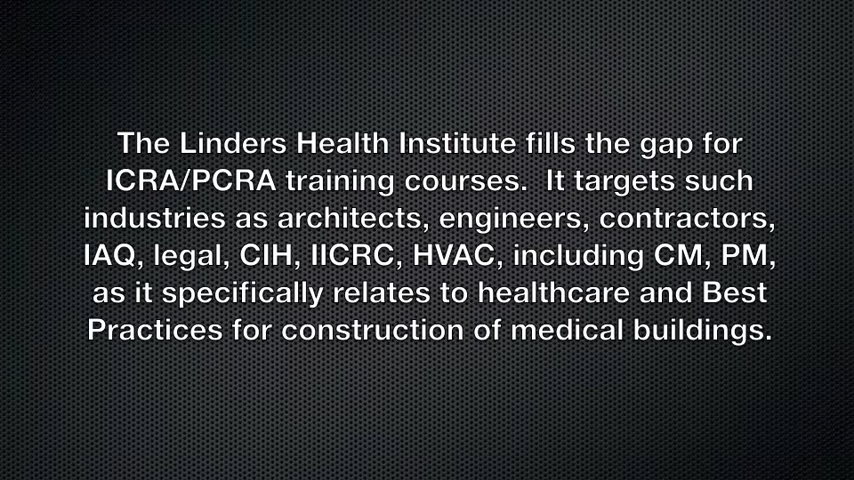 The Linders Health Institute fills the gap for
ICRA/PCRA training courses.  It targets such
industries as architects, engineers, contractors,
IAQ, legal, CIH, IICRC, HVAC, including CM, PM,
as it specifically relates to healthcare and Best
Practices for construction of medical buildings.